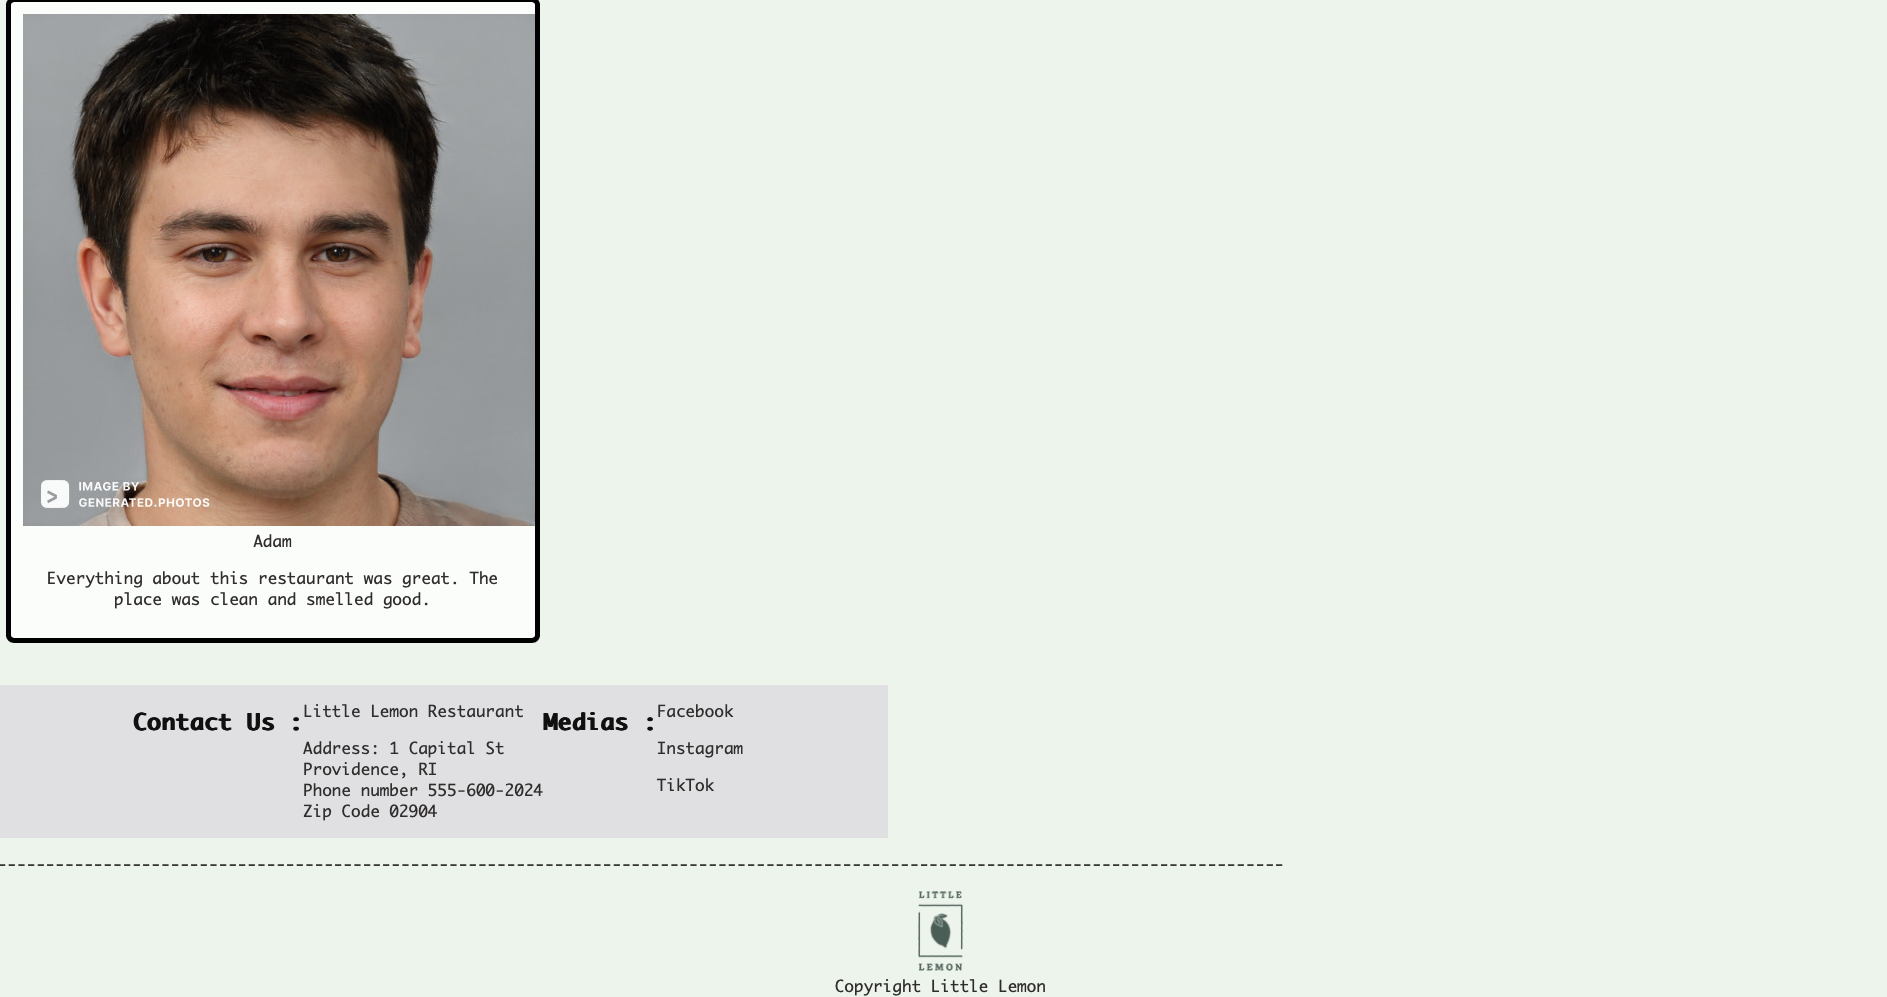 IMAGE BY
GENERATED.PHOTOS
Adam
Everything about this restaurant was great. The
place was clean and smelled good.
Contact Us :
Little Lemon Restaurant
Address: 1 Capital St
Providence, RI
Phone number 555-600-2024
Zip Code 02904
Medias :
Facebook
Instagram
TikTok
LITTLE
LEMON
Copyright Little Lemon